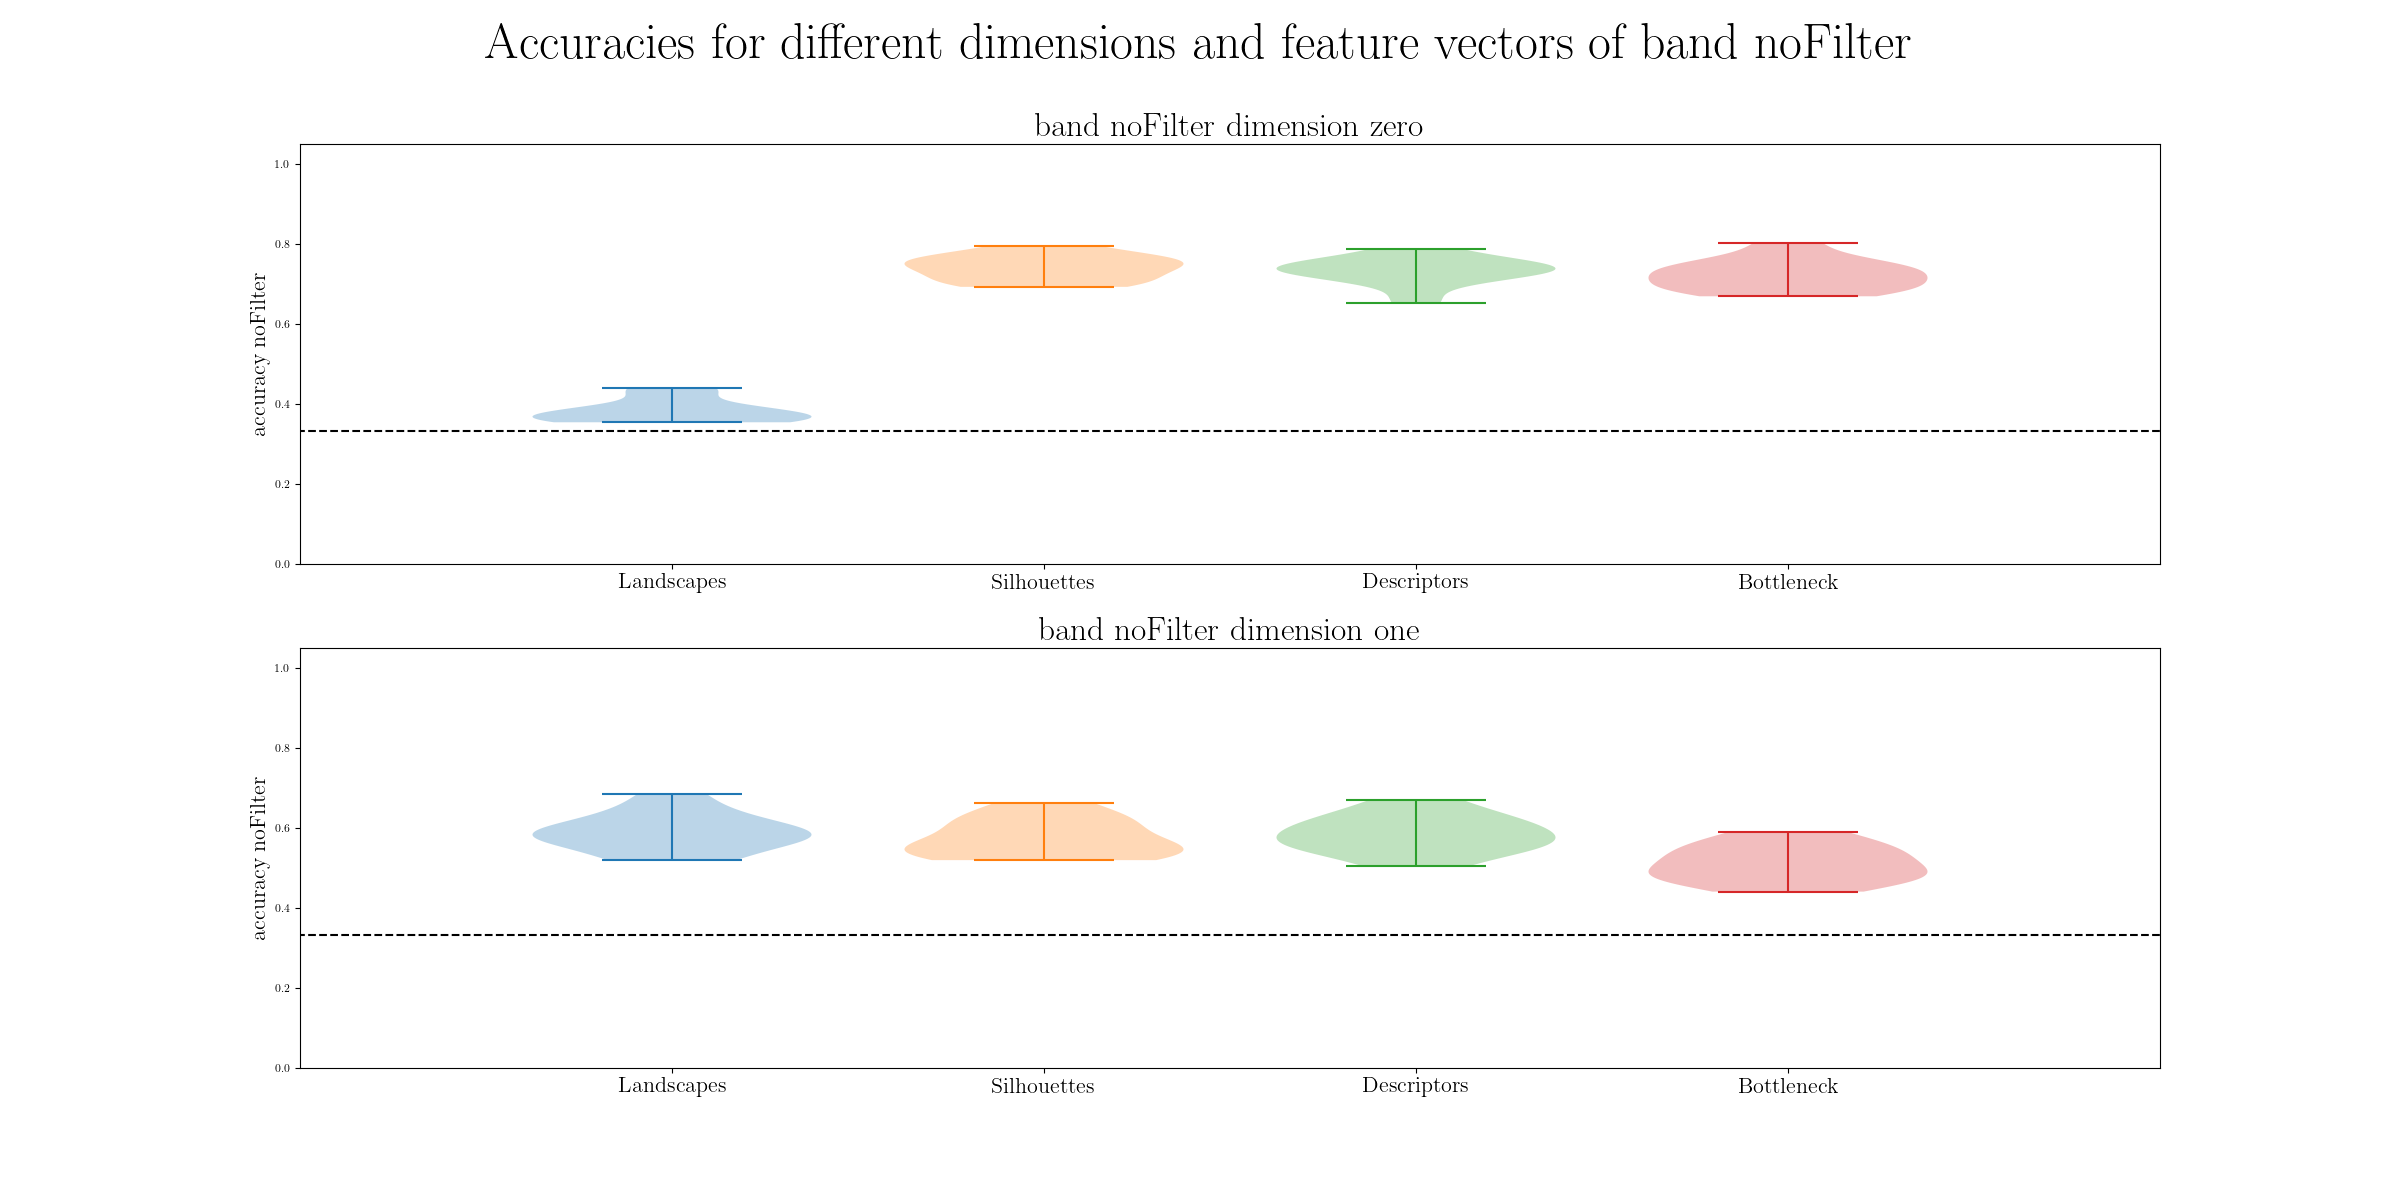 Accuracies for different dimensions and feature vectors of band noFilter
band noFilter dimension zero
accuracy noFilter
1.0
0.8
0.6
0.4
0.2
0.0
Landscapes Silhouettes Descriptors Bottleneck
band noFilter dimension one
accuracy noFilter
1.0
0.8
0.6
0.4
0.2
0.0
Landscapes Silhouettes Descriptors Bottleneck